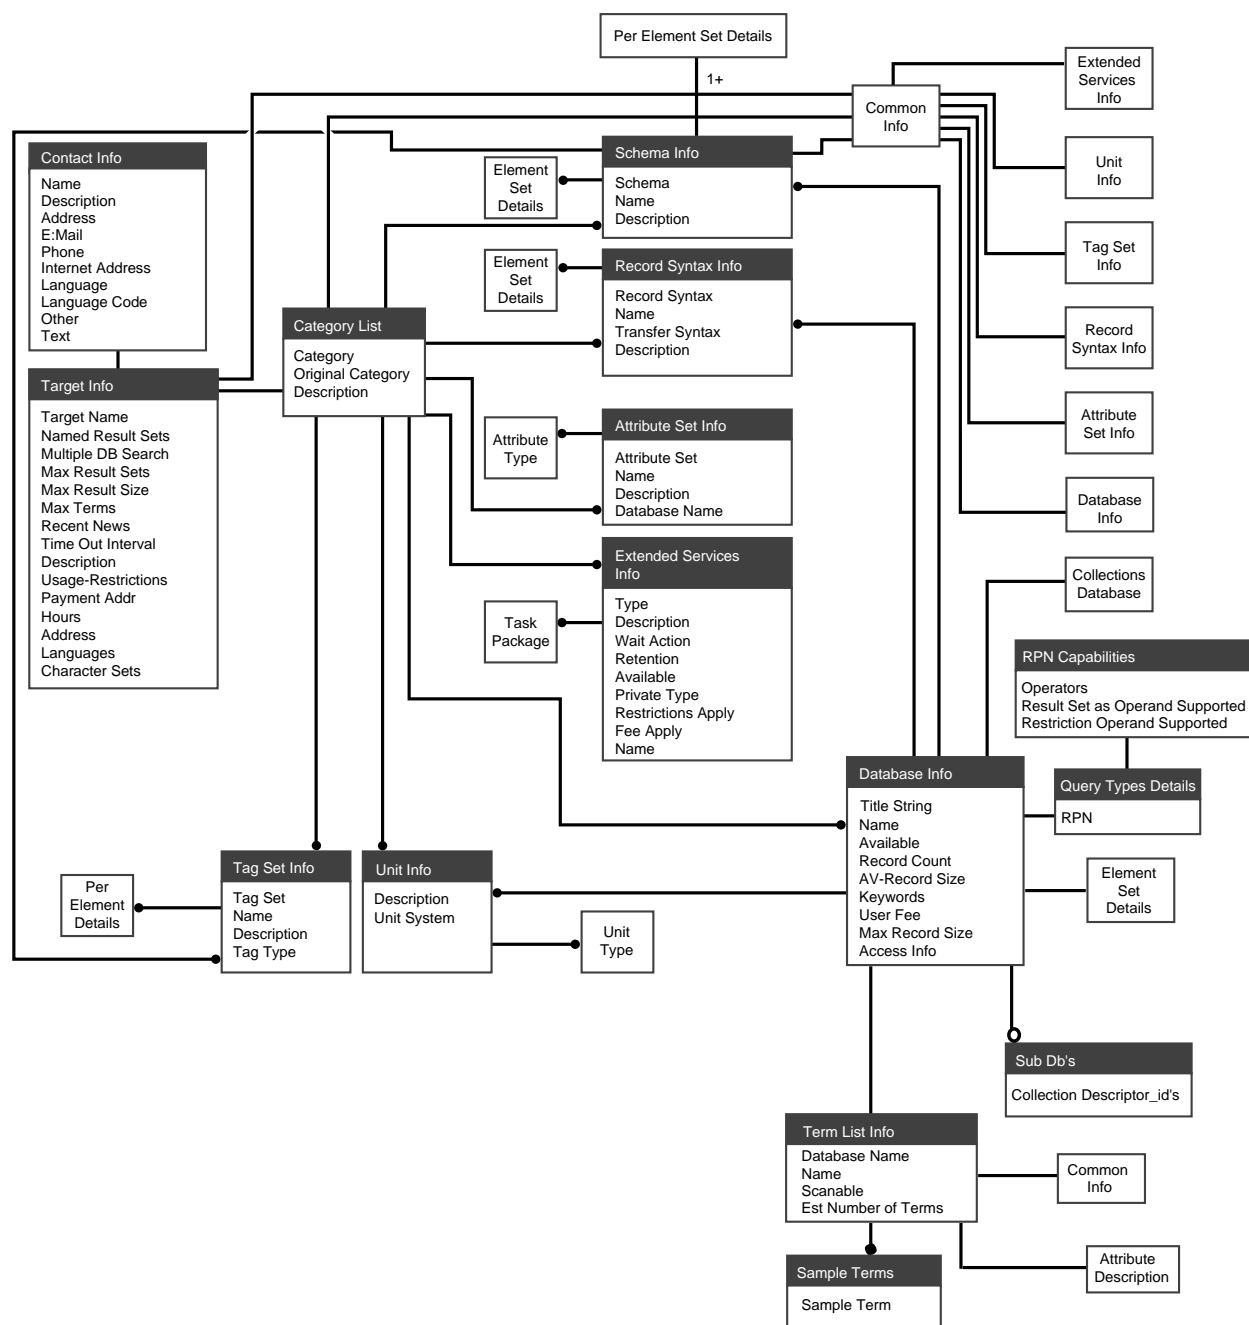 Per Element Set Details
1+
Extended
Services
Info
Common
Info
Contact Info
Name
Description
Address
E:Mail
Phone
Internet Address
Language
Language Code
Other
Text
Element
Set
Details
Schema Info
Schema
Name
Description
Unit
Info
Tag Set
Info
Element
Set
Details
Record Syntax Info
Record Syntax
Name
Transfer Syntax
Description
Record
Syntax Info
Category List
Category
Original Category
Description
Target Info
Target Name
Named Result Sets
Multiple DB Search
Max Result Sets
Max Result Size
Max Terms
Recent News
Time Out Interval
Description
Usage-Restrictions
Payment Addr
Hours
Address
Languages
Character Sets
Attribute
Type
Attribute Set Info
Attribute Set
Name
Description
Database Name
Attribute
Set Info
Database
Info
Extended Services
Info
Type
Description
Wait Action
Retention
Available
Private Type
Restrictions Apply
Fee Apply
Name
Task
Package
Collections
Database
RPN Capabilities
Operators
Result Set as Operand Supported
Restriction Operand Supported
Database Info
Title String
Name
Available
Record Count
AV-Record Size
Keywords
User Fee
Max Record Size
Access Info
Query Types Details
RPN
Element
Set
Details
Per
Element
Details
Tag Set Info
Tag Set
Name
Description
Tag Type
Unit Info
Description
Unit System
Unit
Type
Sub Db's
Collection Descriptor_id's
Term List Info
Database Name
Name
Scanable
Est Number of Terms
Common
Info
Attribute
Description
Sample Terms
Sample Term